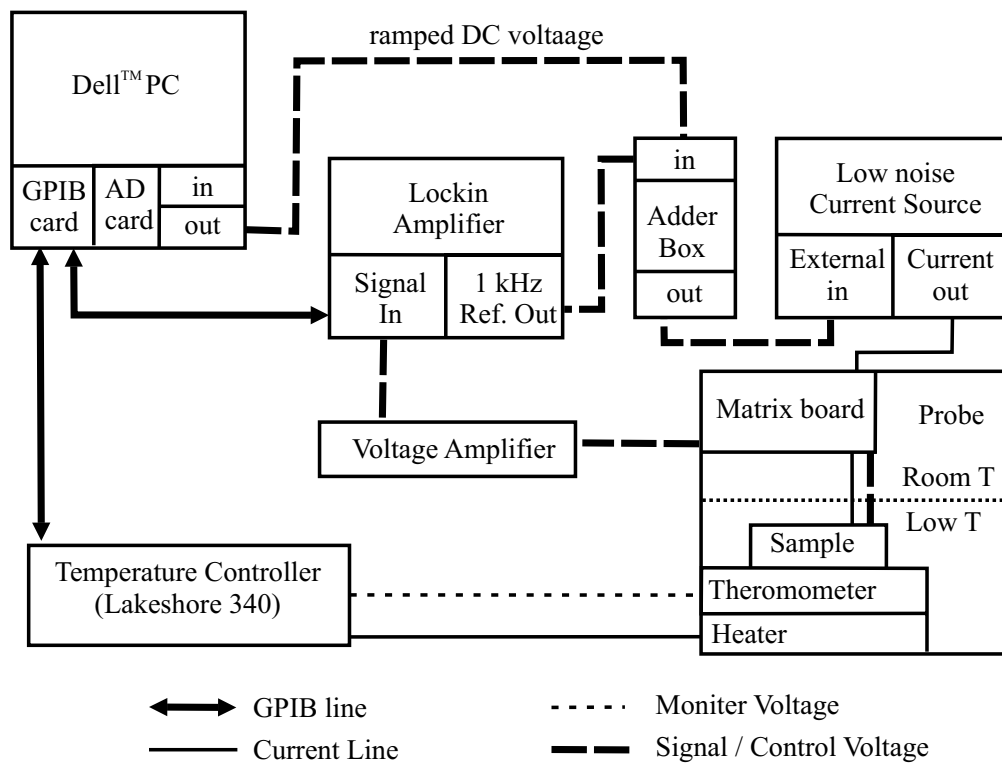 ramped DC voltaage
Dell™ PC
GPIB
card
AD
card
in
out
Lockin
Amplifier
Signal
In
1 kHz
Ref. Out
in
Adder
Box
out
Low noise
Current Source
External
in
Current
out
Matrix board
Probe
Voltage Amplifier
Room T
Low T
Sample
Temperature Controller
(Lakeshore 340)
Theromometer
Heater
GPIB line
Moniter Voltage
Current Line
Signal / Control Voltage